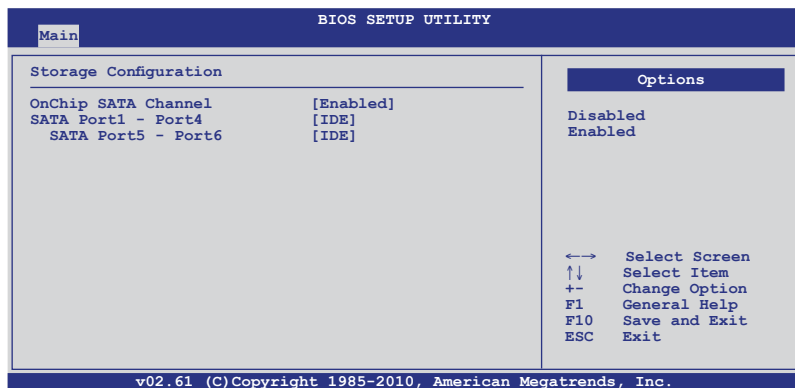 BIOS SETUP UTILITY
Main
Storage Configuration
OnChip SATA Channel [Enabled]
SATA Port1 - Port4 [IDE]
SATA Port5 - Port6 [IDE]
Options
Disabled
Enabled
←→ Select Screen
↑↓ Select Item
+- Change Option
F1 General Help
F10 Save and Exit
ESC Exit
v02.61 (C)Copyright 1985-2010, American Megatrends, Inc.